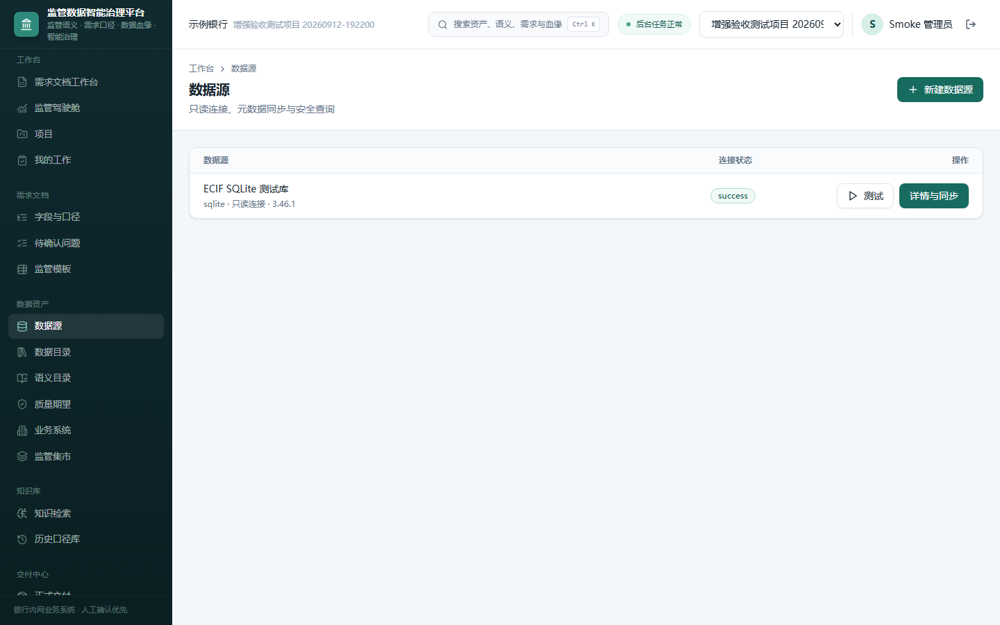 监管数据智能治理平台
监管语义 · 需求口径 · 数据血缘 ·
智能治理
工作台
需求文档工作台
监管驾驶舱
项目
我的工作
需求文档
字段与口径
待确认问题
监管模板
数据资产
数据源
数据目录
语义目录
质量期望
业务系统
监管集市
知识库
知识检索
历史口径库
交付中心
正式交付
银行内网业务系统 · 人工确认优先
示例银行 增强验收测试项目 20260912-192200
搜索资产、语义、需求与血缘 Ctrl K
后台任务正常
增强验收测试项目 202609
S Smoke 管理员
工作台 > 数据源
数据源
只读连接、元数据同步与安全查询
新建数据源
数据源 连接状态 操作
ECIF SQLite 测试库
sqlite · 只读连接 · 3.46.1
success
测试
详情与同步